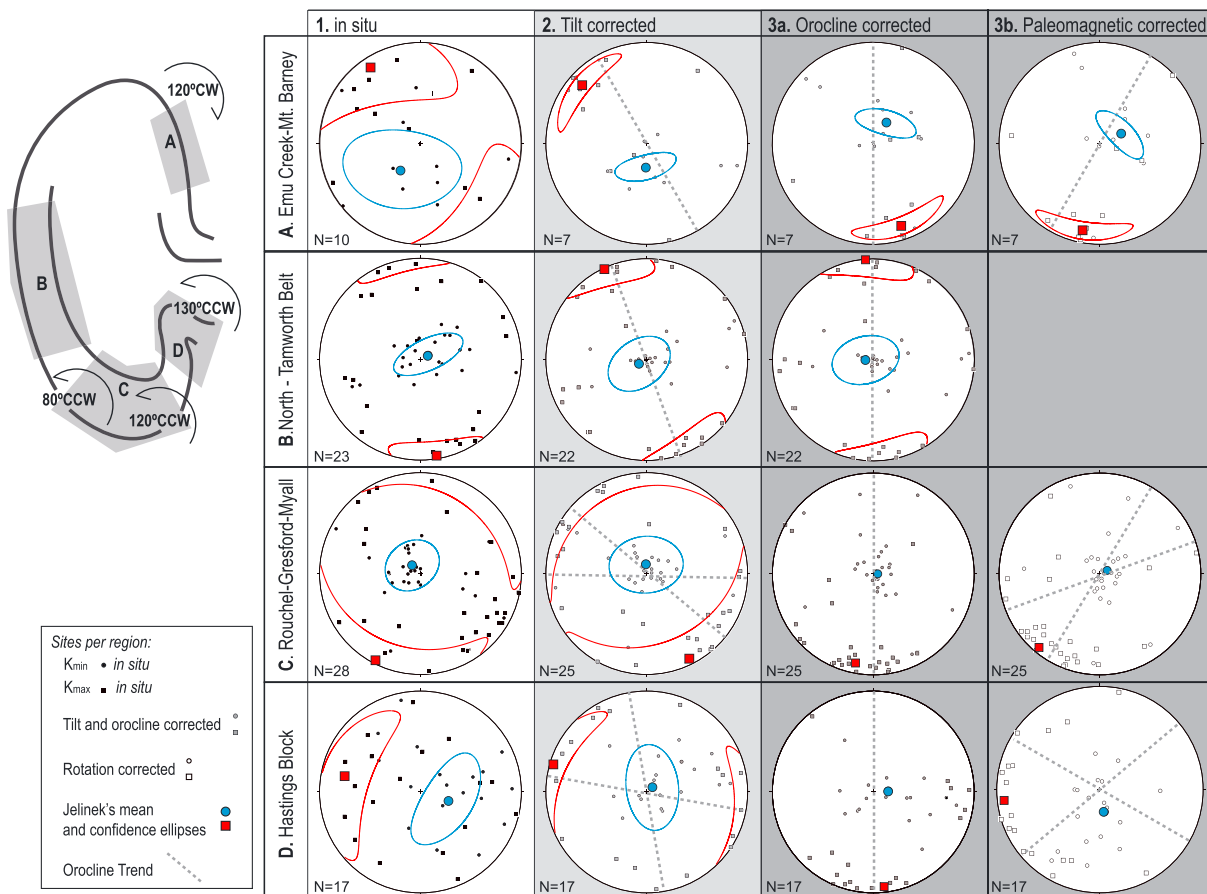 1. in situ
2. Tilt corrected
3a. Orocline corrected
3b. Paleomagnetic corrected
120ºCW
A
B
130ºCCW
D
C
80ºCCW
120ºCCW
A. Emu Creek-Mt. Barney
N=10
N=7
N=7
N=7
B.North - Tamworth Belt
N=23
N=22
N=22
C. Rouchel-Gresford-Myall
N=28
N=25
N=25
N=25
D. Hastings Block
N=17
N=17
N=17
N=17
Sites per region:
Kmin • in situ
Kmax ▪ in situ
Tilt and orocline corrected
Rotation corrected
Jelinek's mean
and confidence ellipses
Orocline Trend